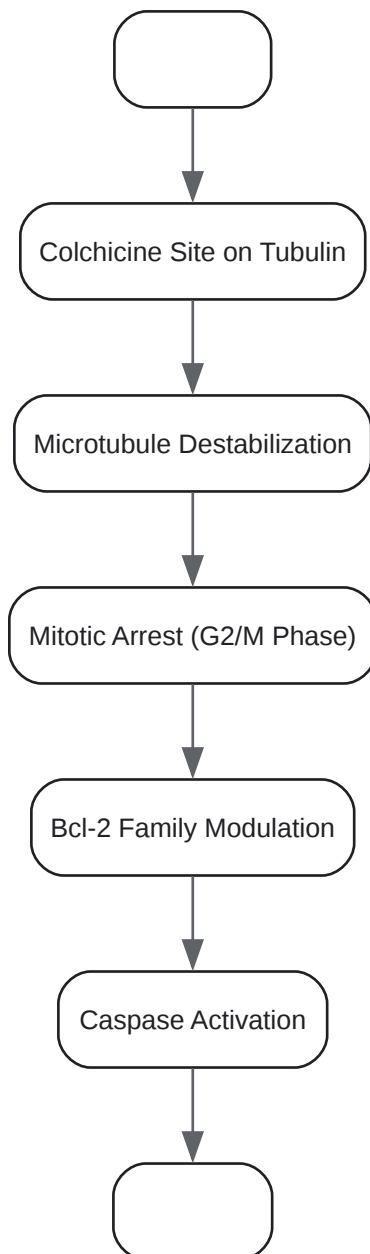 Colchicine Site on Tubulin
Microtubule Destabilization
Mitotic Arrest (G2/M Phase)
Bcl-2 Family Modulation
Caspase Activation